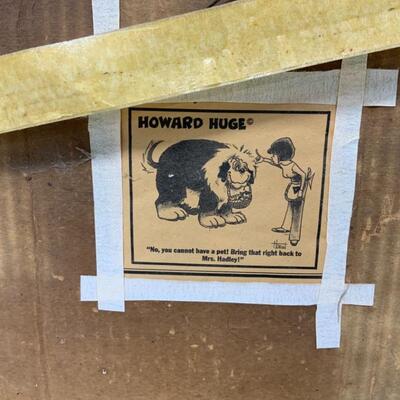 HOWARD HUGE©
"No, you cannot have a pet! Bring that right back to
Mrs. Hadley!"